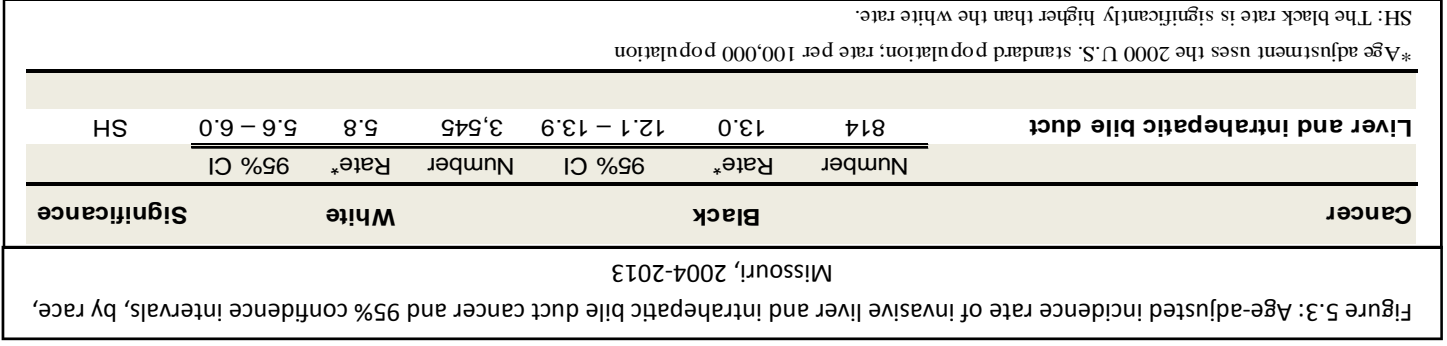 Figure 5.3: Age-adjusted incidence rate of invasive liver and intrahepatic bile duct cancer and 95% confidence intervals, by race,
Missouri, 2004-2013
Cancer Black White Significance
Number Rate* 95% CI Number Rate* 95% CI
Liver and intrahepatic bile duct 814 13.0 12.1 – 13.9 3,545 5.8 5.6 – 6.0 SH
*Age adjustment uses the 2000 U.S. standard population; rate per 100,000 population
SH: The black rate is significantly higher than the white rate.